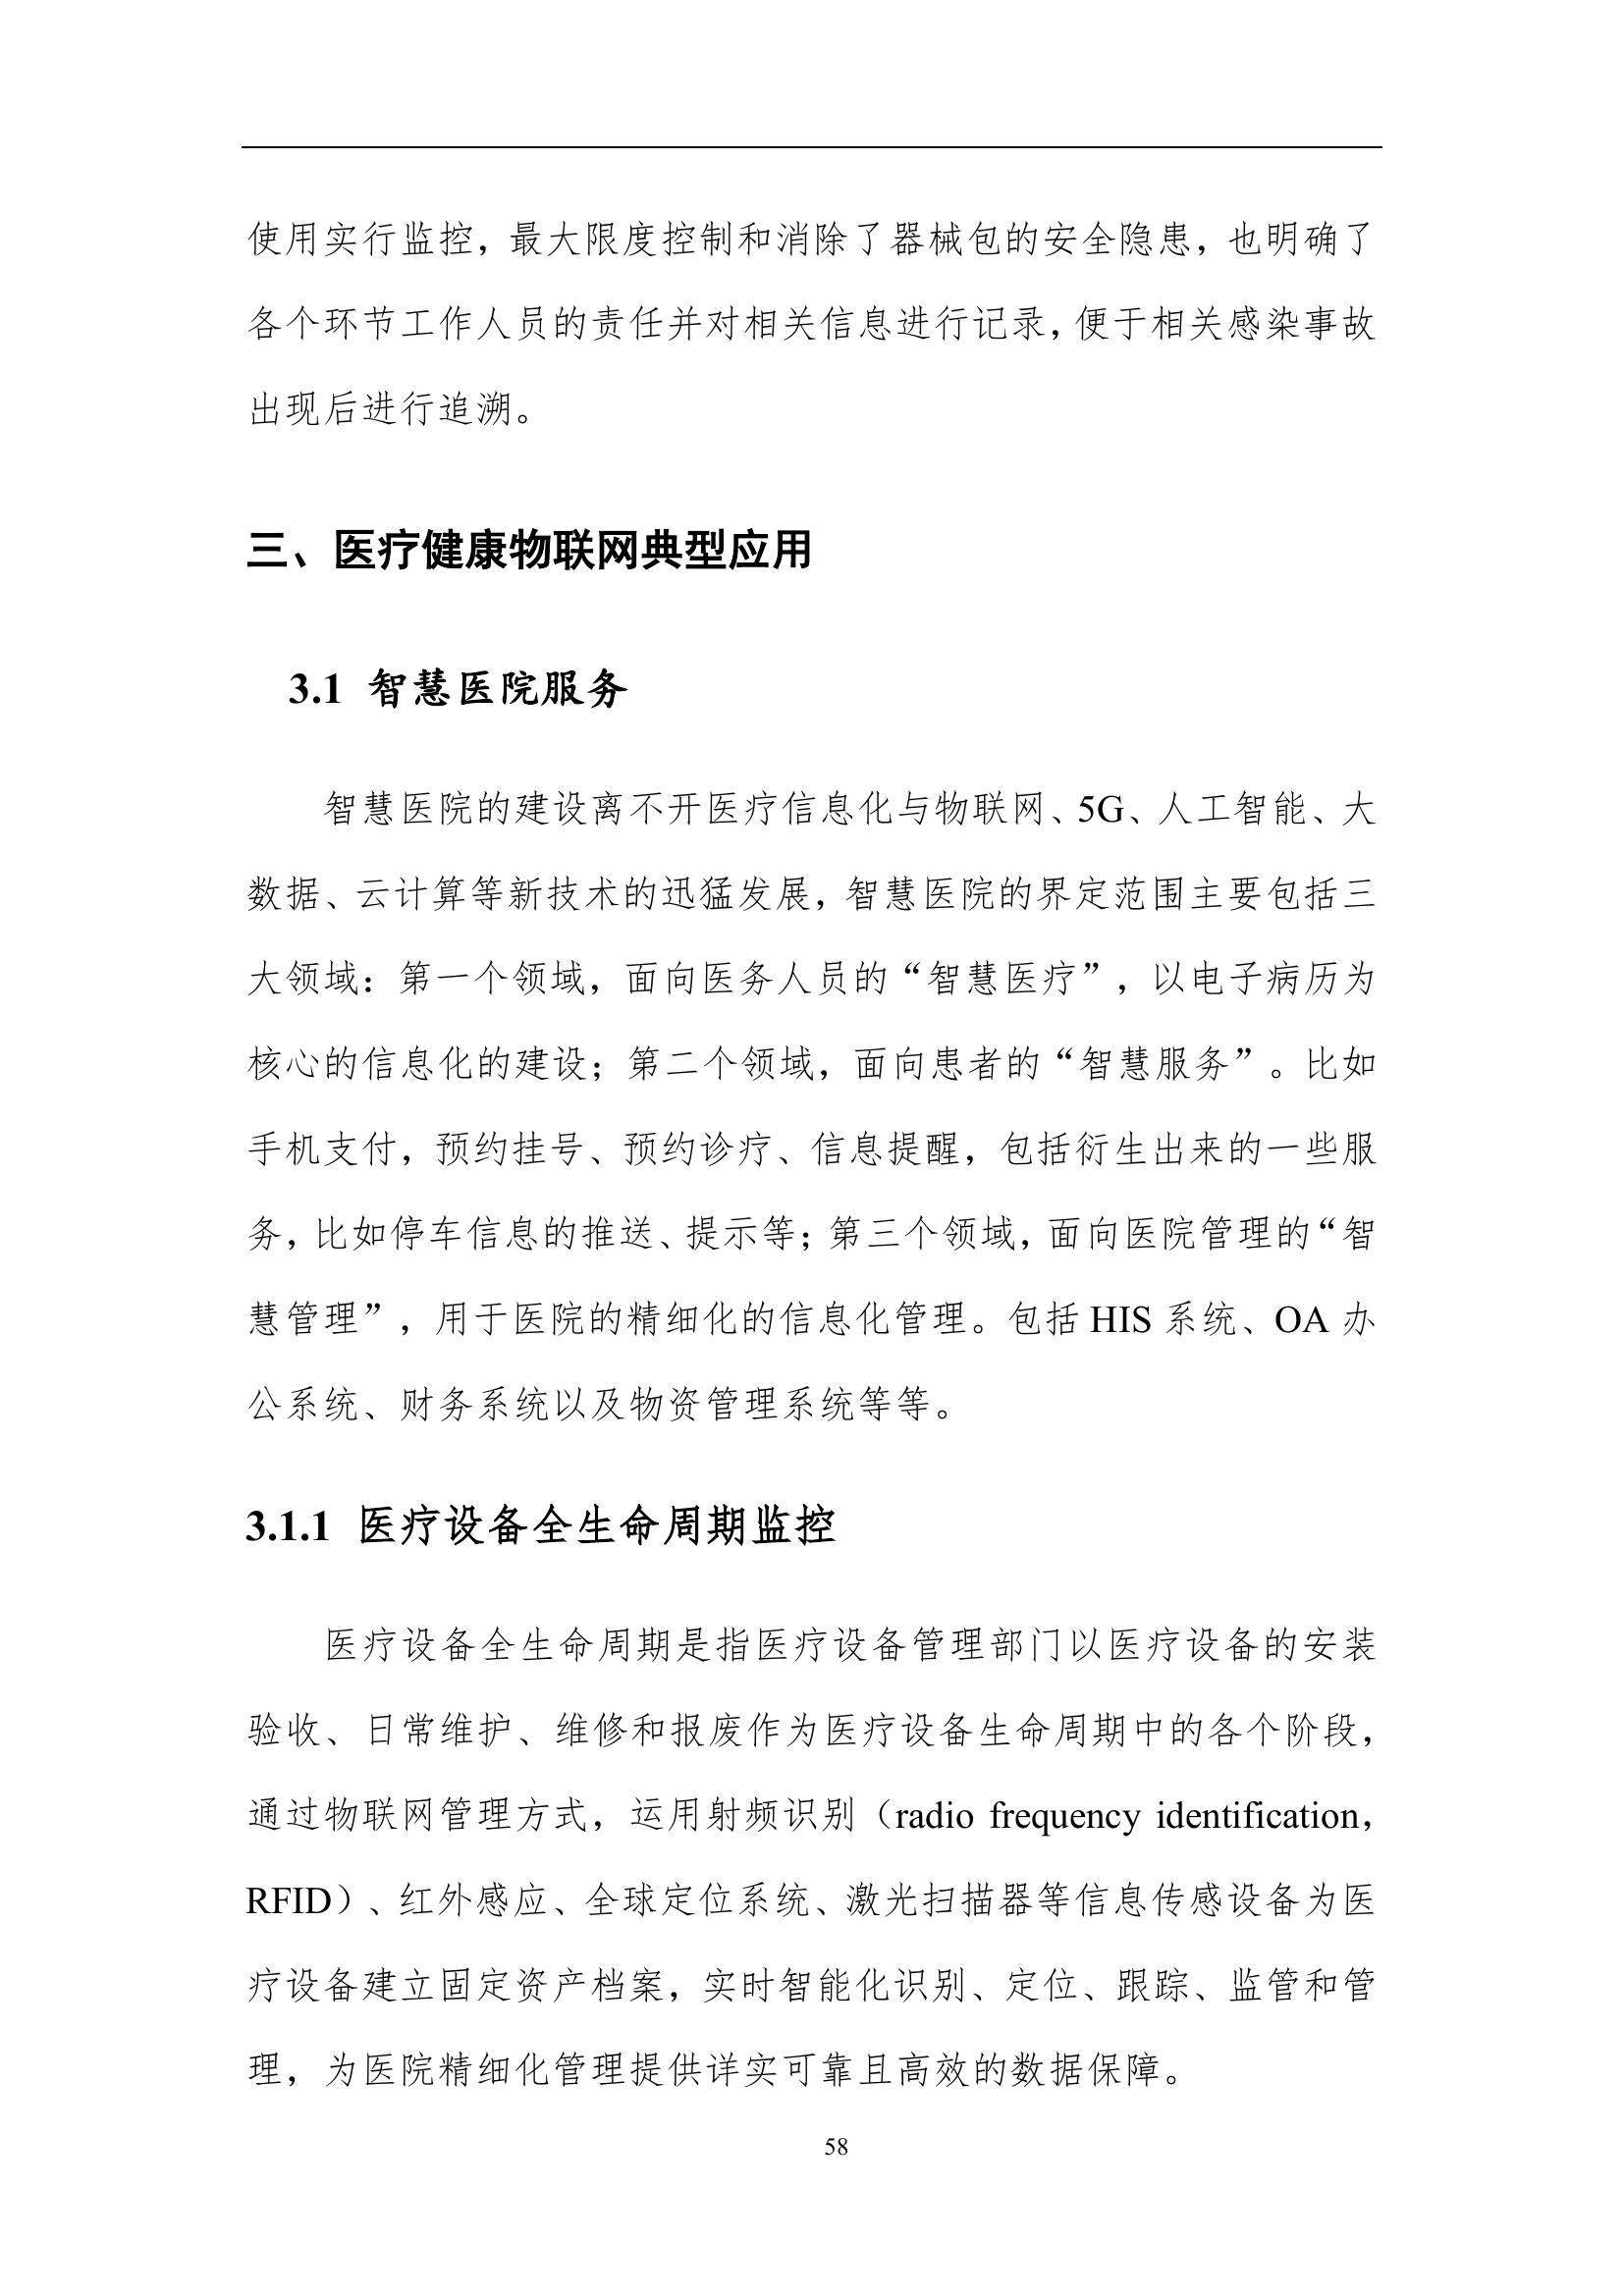 使用实行监控，最大限度控制和消除了器械包的安全隐患，也明确了
各个环节工作人员的责任并对相关信息进行记录，便于相关感染事故
出现后进行追溯。
三、医疗健康物联网典型应用
3.1 智慧医院服务
智慧医院的建设离不开医疗信息化与物联网、5G、人工智能、大
数据、云计算等新技术的迅猛发展，智慧医院的界定范围主要包括三
大领域：第一个领域，面向医务人员的“智慧医疗”，以电子病历为
核心的信息化的建设；第二个领域，面向患者的“智慧服务”。比如
手机支付，预约挂号、预约诊疗、信息提醒，包括衍生出来的一些服
务，比如停车信息的推送、提示等；第三个领域，面向医院管理的“智
慧管理”，用于医院的精细化的信息化管理。包括 HIS 系统、OA 办
公系统、财务系统以及物资管理系统等等。
3.1.1 医疗设备全生命周期监控
医疗设备全生命周期是指医疗设备管理部门以医疗设备的安装
验收、日常维护、维修和报废作为医疗设备生命周期中的各个阶段，
通过物联网管理方式，运用射频识别（radio frequency identification，
RFID）、红外感应、全球定位系统、激光扫描器等信息传感设备为医
疗设备建立固定资产档案，实时智能化识别、定位、跟踪、监管和管
理，为医院精细化管理提供详实可靠且高效的数据保障。
58